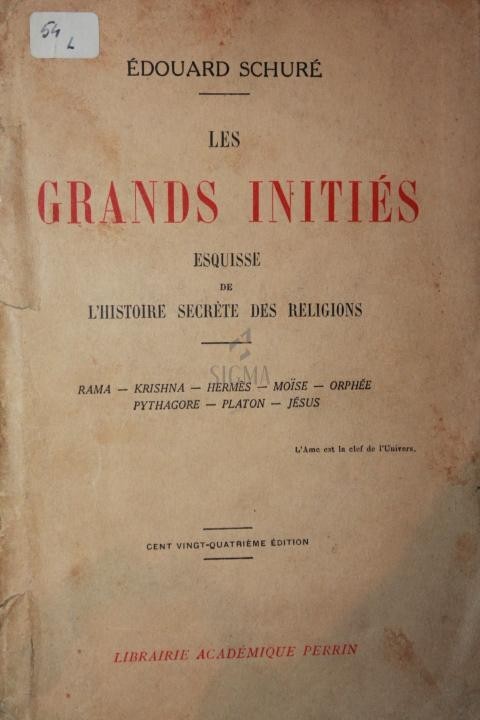 54
L
ÉDOUARD SCHURÉ
LES
GRANDS INITIÉS
ESQUISSE
DE
L'HISTOIRE SECRÈTE DES RELIGIONS
SIGMA
RAMA — KRISHNA — HERMÈS — MOÏSE — ORPHÉE
PYTHAGORE — PLATON — JÉSUS
L'Ame est la clef de l'Univers.
CENT VINGT-QUATRIÈME ÉDITION
LIBRAIRIE ACADÉMIQUE PERRIN